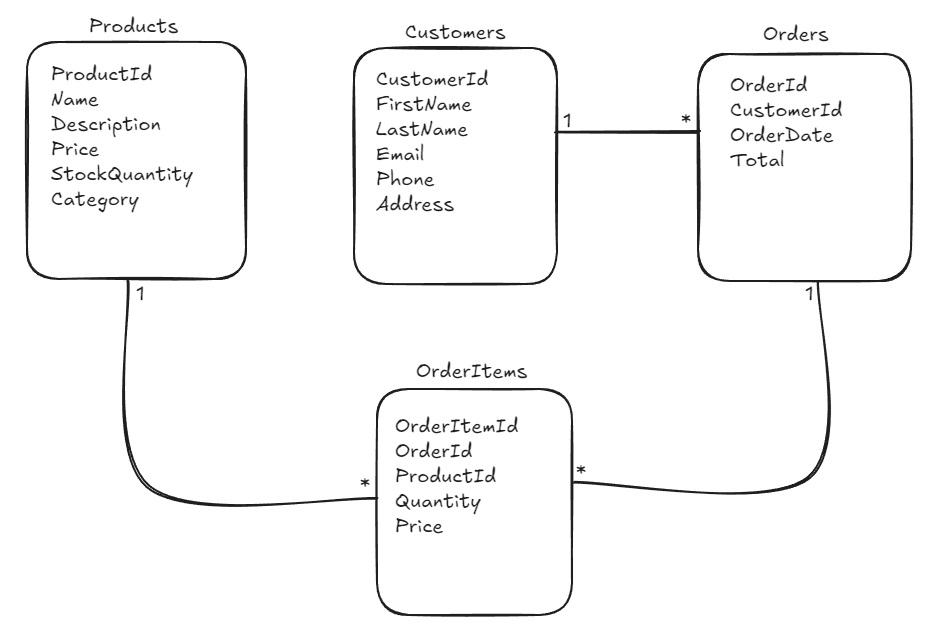 Products
ProductId
Name
Description
Price
StockQuantity
Category
Customers
CustomerId
FirstName
LastName
Email
Phone
Address
Orders
OrderId
CustomerId
OrderDate
Total
1
*
1
1
OrderItems
OrderItemId
OrderId
ProductId
Quantity
Price
*
*